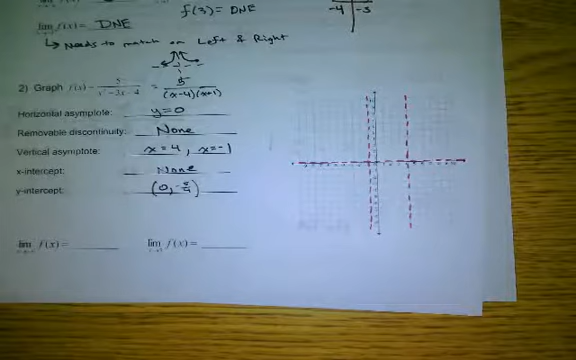 f(3) = DNE
lim f(x) = DNE
-4 | -3
↳ Needs to match on Left & Right
2) Graph f(x) = 5/(x² - 3x - 4) = 5/((x-4)(x+1))
Horizontal asymptote: y=0
Removable discontinuity: None
Vertical asymptote: x=4, x=-1
x-intercept: None
y-intercept: (0, -5/4)
lim f(x) = lim f(x) =